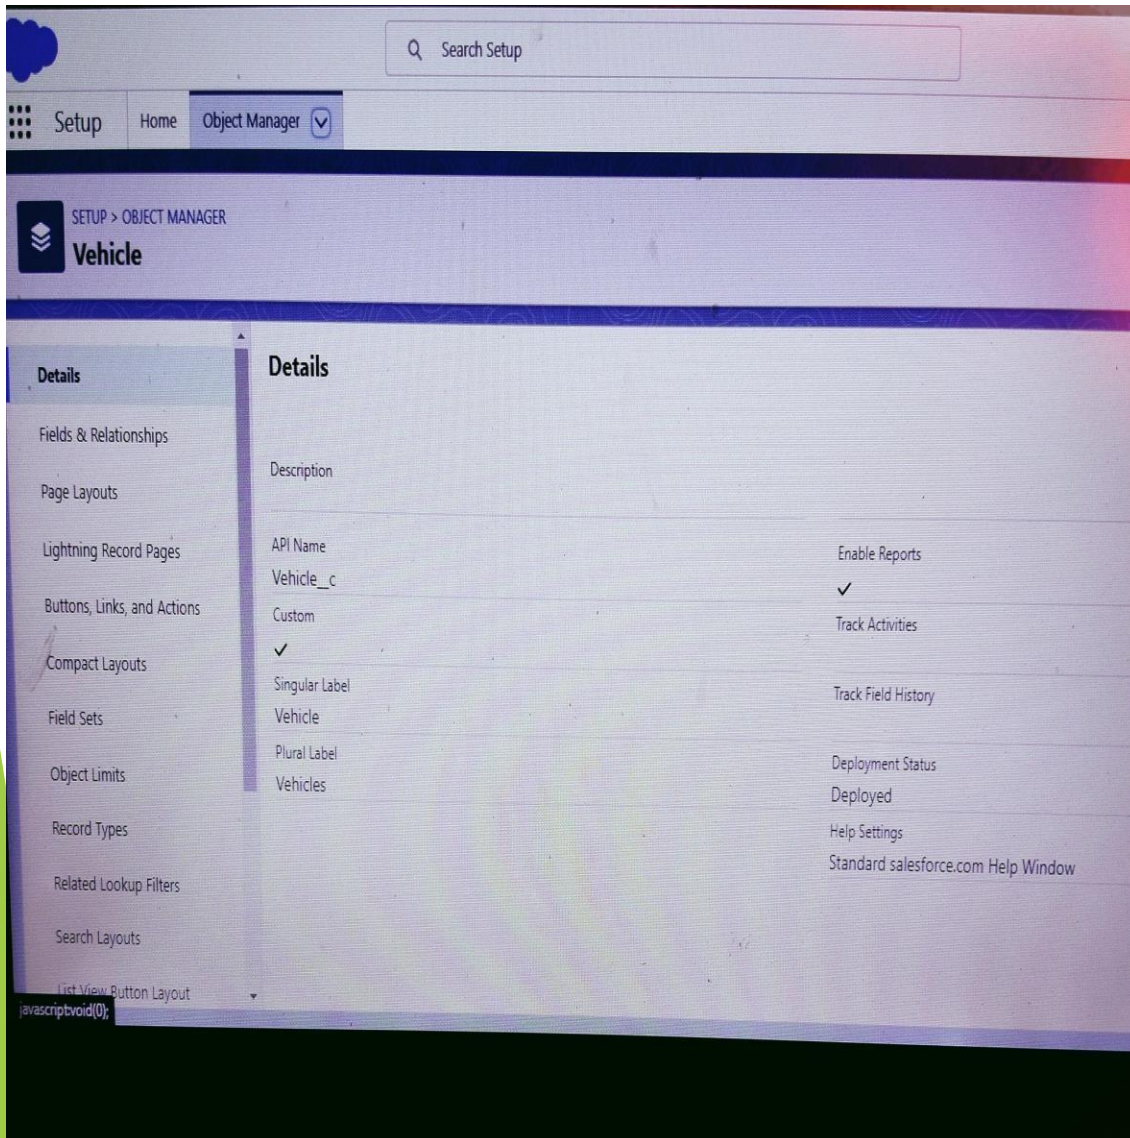 Search Setup
Setup
Home
Object Manager
SETUP > OBJECT MANAGER
Vehicle
Details
Fields & Relationships
Page Layouts
Lightning Record Pages
Buttons, Links, and Actions
Compact Layouts
Field Sets
Object Limits
Record Types
Related Lookup Filters
Search Layouts
List View Button Layout
javascript:void(0);
Details
Description
API Name
Vehicle__c
Custom
Singular Label
Vehicle
Plural Label
Vehicles
Enable Reports
Track Activities
Track Field History
Deployment Status
Deployed
Help Settings
Standard salesforce.com Help Window